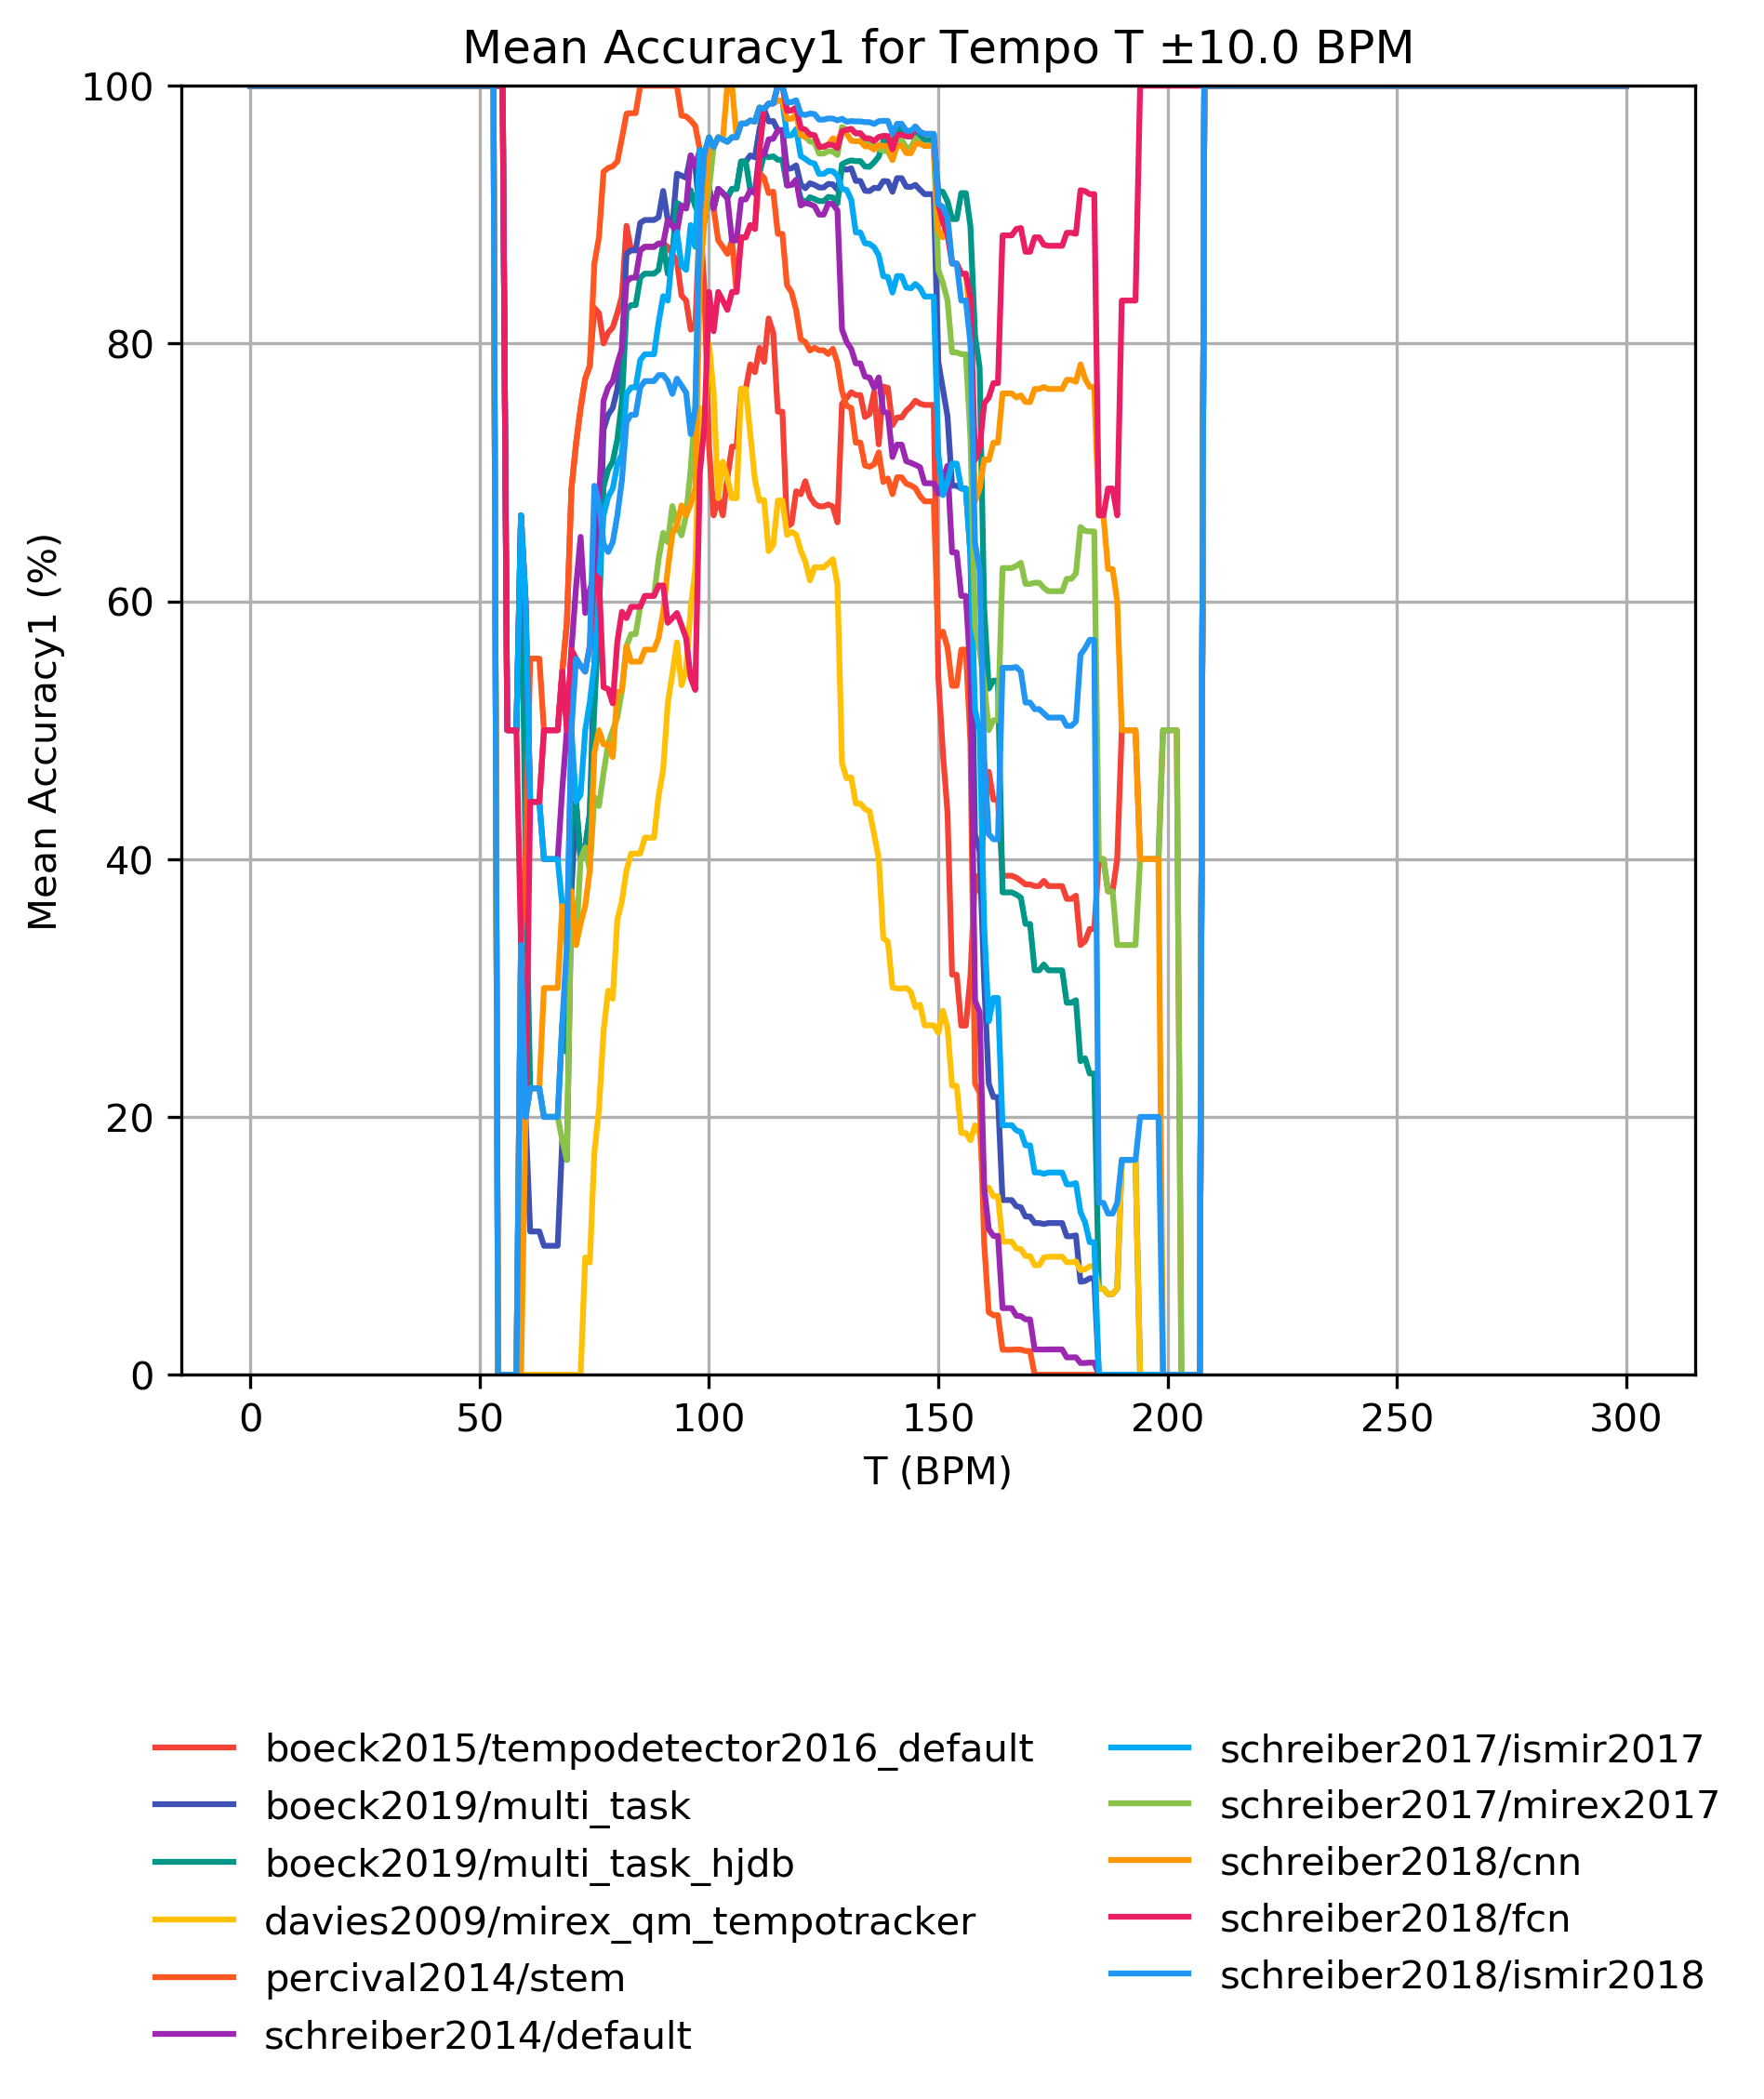 Mean Accuracy1 for Tempo T ±10.0 BPM
100
80
60
40
20
0
Mean Accuracy1 (%)
0 50 100 150 200 250 300
T (BPM)
boeck2015/tempodetector2016_default
boeck2019/multi_task
boeck2019/multi_task_hjdb
davies2009/mirex_qm_tempotracker
percival2014/stem
schreiber2014/default
schreiber2017/ismir2017
schreiber2017/mirex2017
schreiber2018/cnn
schreiber2018/fcn
schreiber2018/ismir2018